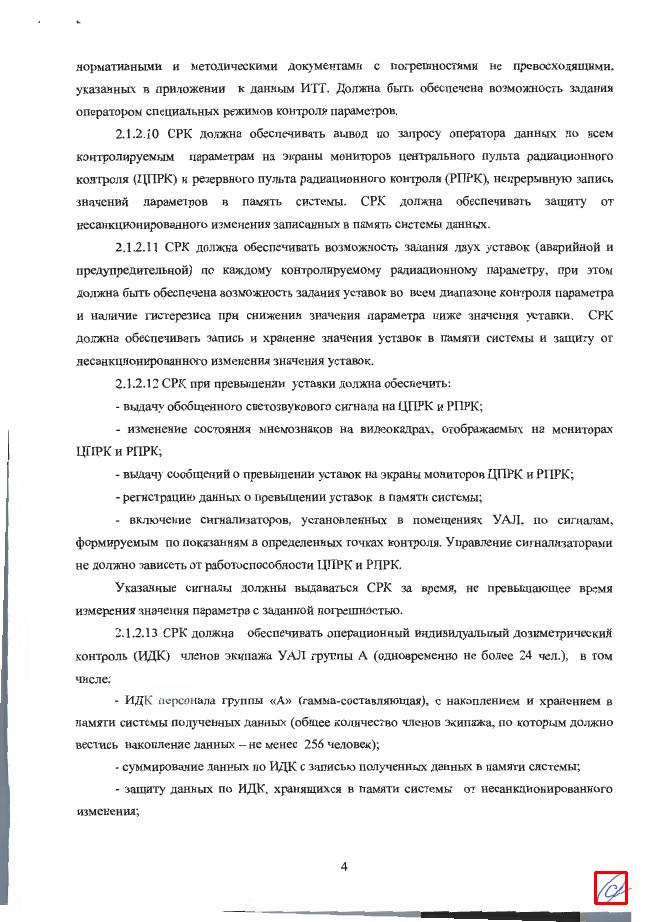 нормативными и методическими документами с погрешностями не превосходящими,
указанных в приложении к данным ИТТ. Должна быть обеспечена возможность задания
оператором специальных режимов контроля параметров.
2.1.2.10 СРК должна обеспечивать вывод по запросу оператора данных по всем
контролируемым параметрам на экраны мониторов центрального пульта радиационного
контроля (ЦПРК) и резервного пульта радиационного контроля (РПРК), непрерывную запись
значений параметров в память системы. СРК должна обеспечивать защиту от
несанкционированного изменения записанных в память системы данных.
2.1.2.11 СРК должна обеспечивать возможность задания двух уставок (аварийной и
предупредительной) по каждому контролируемому радиационному параметру, при этом
должна быть обеспечена возможность задания уставок во всем диапазоне контроля параметра
и наличие гистерезиса при снижении значения параметра ниже значения уставки. СРК
должна обеспечивать запись и хранение значения уставок в памяти системы и защиту от
несанкционированного изменения значения уставок.
2.1.2.12 СРК при превышении уставки должна обеспечить:
- выдачу обобщенного светозвукового сигнала на ЦПРК и РПРК;
- изменение состояния мнемознаков на видеокадрах, отображаемых на мониторах
ЦПРК и РПРК;
- выдачу сообщений о превышении уставок на экраны мониторов ЦПРК и РПРК;
- регистрацию данных о превышении уставок в памяти системы;
- включение сигнализаторов, установленных в помещениях УАЛ, по сигналам,
формируемым по показаниям в определенных точках контроля. Управление сигнализаторами
не должно зависеть от работоспособности ЦПРК и РПРК.
Указанные сигналы должны выдаваться СРК за время, не превышающее время
измерения значения параметра с заданной погрешностью.
2.1.2.13 СРК должна обеспечивать операционный индивидуальный дозиметрический
контроль (ИДК) членов экипажа УАЛ группы А (одновременно не более 24 чел.), в том
числе:
- ИДК персонала группы «А» (гамма-составляющая), с накоплением и хранением в
памяти системы полученных данных (общее количество членов экипажа, по которым должно
вестись накопление данных – не менее 256 человек);
- суммирование данных по ИДК с записью полученных данных в памяти системы;
- защиту данных по ИДК, хранящихся в памяти системы от несанкционированного
изменения;
4